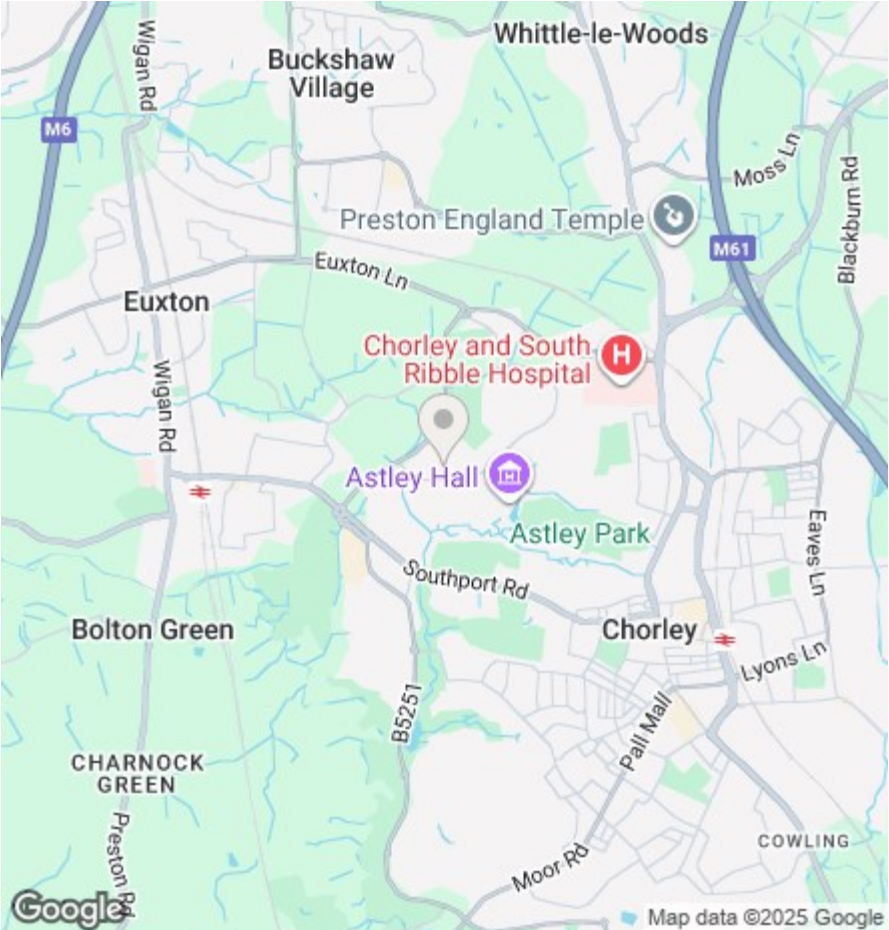 Whittle-le-Woods
Wigan Rd
Buckshaw
Village
M6
Moss Ln
Blackburn Rd
Preston England Temple
M61
Euxton Ln
Euxton
Chorley and South
Ribble Hospital
H
Wigan Rd
Astley Hall
Astley Park
Eaves Ln
Southport Rd
Bolton Green
Chorley
Lyons Ln
B5251
Pall Mall
CHARNOCK
GREEN
Preston Rd
COWLING
Moor Rd
Google
Map data ©2025 Google